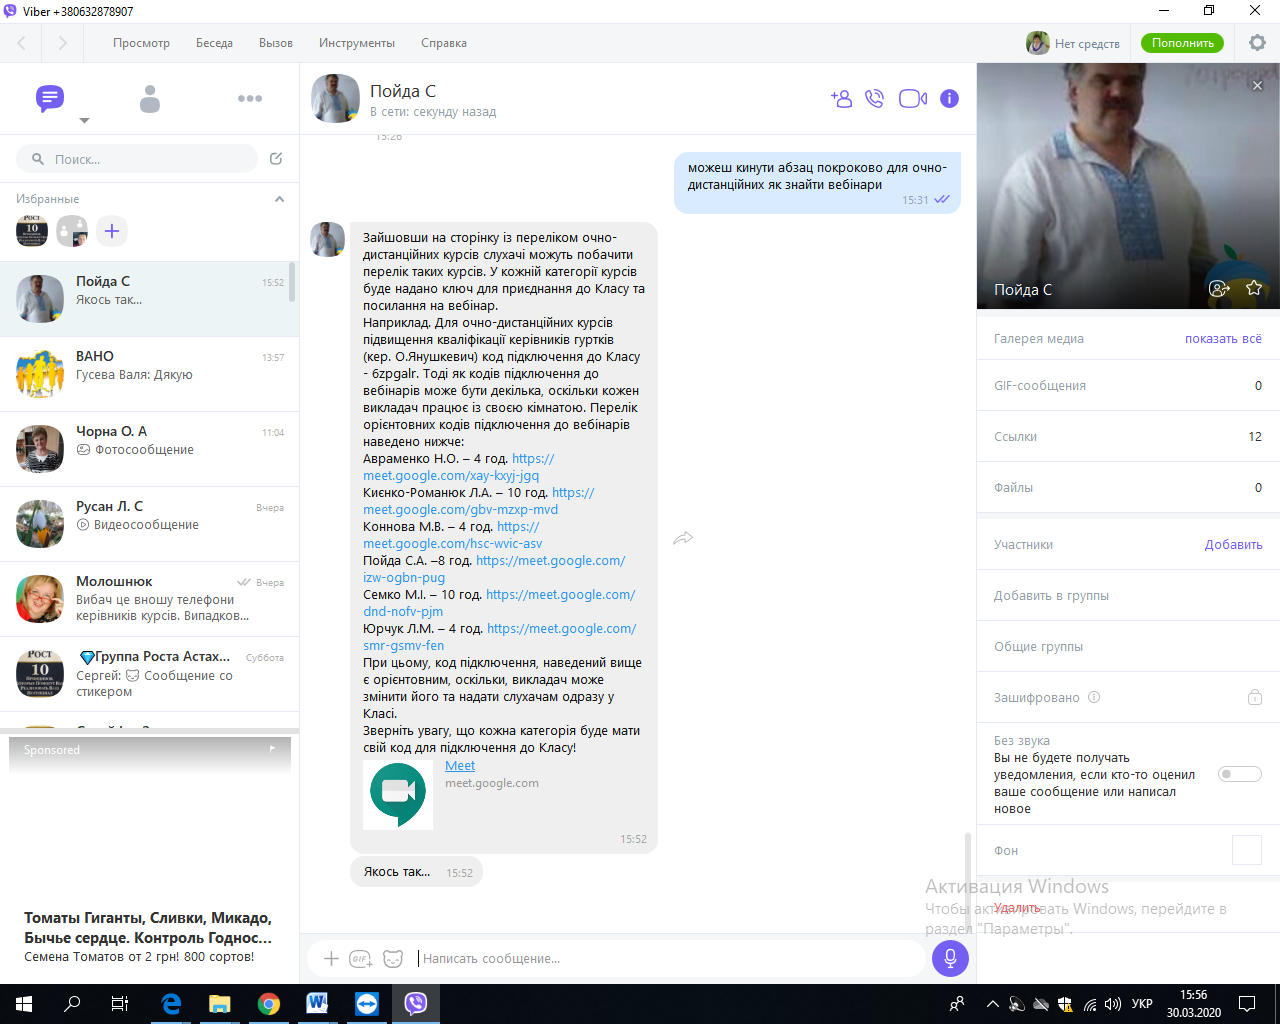 Viber +380632878907
Просмотр Беседа Вызов Инструменты Справка
Нет средств
Пополнить
Поиск...
Избранные
РОСТ
10
Пойда С 15:52
Якось так...
ВАНО 13:57
Гусева Валя: Дякую
Чорна О. А 11:04
Фотосообщение
Русан Л. С Вчера
Видеосообщение
Молошнюк Вчера
Вибач це вношу телефони
керівників курсів. Випадков...
РОСТ
10
Группа Роста Астах... Суббота
Сергей: Сообщение со
стикером
Sponsored
Томаты Гиганты, Сливки, Микадо,
Бычье сердце. Контроль Годнос...
Семена Томатов от 2 грн! 800 сортов!
Пойда С
В сети: секунду назад
15:26
можеш кинути абзац покроково для очно-
дистанційних як знайти вебінари
15:31
Зайшовши на сторінку із переліком очно-
дистанційних курсів слухачі можуть побачити
перелік таких курсів. У кожній категорії курсів
буде надано ключ для приєднання до Класу та
посилання на вебінар.
Наприклад. Для очно-дистанційних курсів
підвищення кваліфікації керівників гуртків
(кер. О.Янушкевич) код підключення до Класу
- 6zpgalr. Тоді як кодів підключення до
вебінарів може бути декілька, оскільки кожен
викладач працює із своєю кімнатою. Перелік
орієнтовних кодів підключення до вебінарів
наведено нижче:
Авраменко Н.О. – 4 год. https://
meet.google.com/xay-kxyj-jgq
Києнко-Романюк Л.А. – 10 год. https://
meet.google.com/gbv-mzxp-mvd
Коннова М.В. – 4 год. https://
meet.google.com/hsc-wvic-asv
Пойда С.А. –8 год. https://meet.google.com/
izw-ogbn-pug
Семко М.І. – 10 год. https://meet.google.com/
dnd-nofv-pjm
Юрчук Л.М. – 4 год. https://meet.google.com/
smr-gsmv-fen
При цьому, код підключення, наведений вище
є орієнтовним, оскільки, викладач може
змінити його та надати слухачам одразу у
Класі.
Зверніть увагу, що кожна категорія буде мати
свій код для підключення до Класу!
Meet
meet.google.com
15:52
Якось так... 15:52
GIF
Написать сообщение...
Пойда С
Галерея медиа показать всё
GIF-сообщения 0
Ссылки 12
Файлы 0
Участники Добавить
Добавить в группы
Общие группы
Зашифровано
Без звука
Вы не будете получать
уведомления, если кто-то оценил
ваше сообщение или написал
новое
Фон
Удалить
Активация Windows
Чтобы активировать Windows, перейдите в
раздел "Параметры".
УКР
15:56
30.03.2020